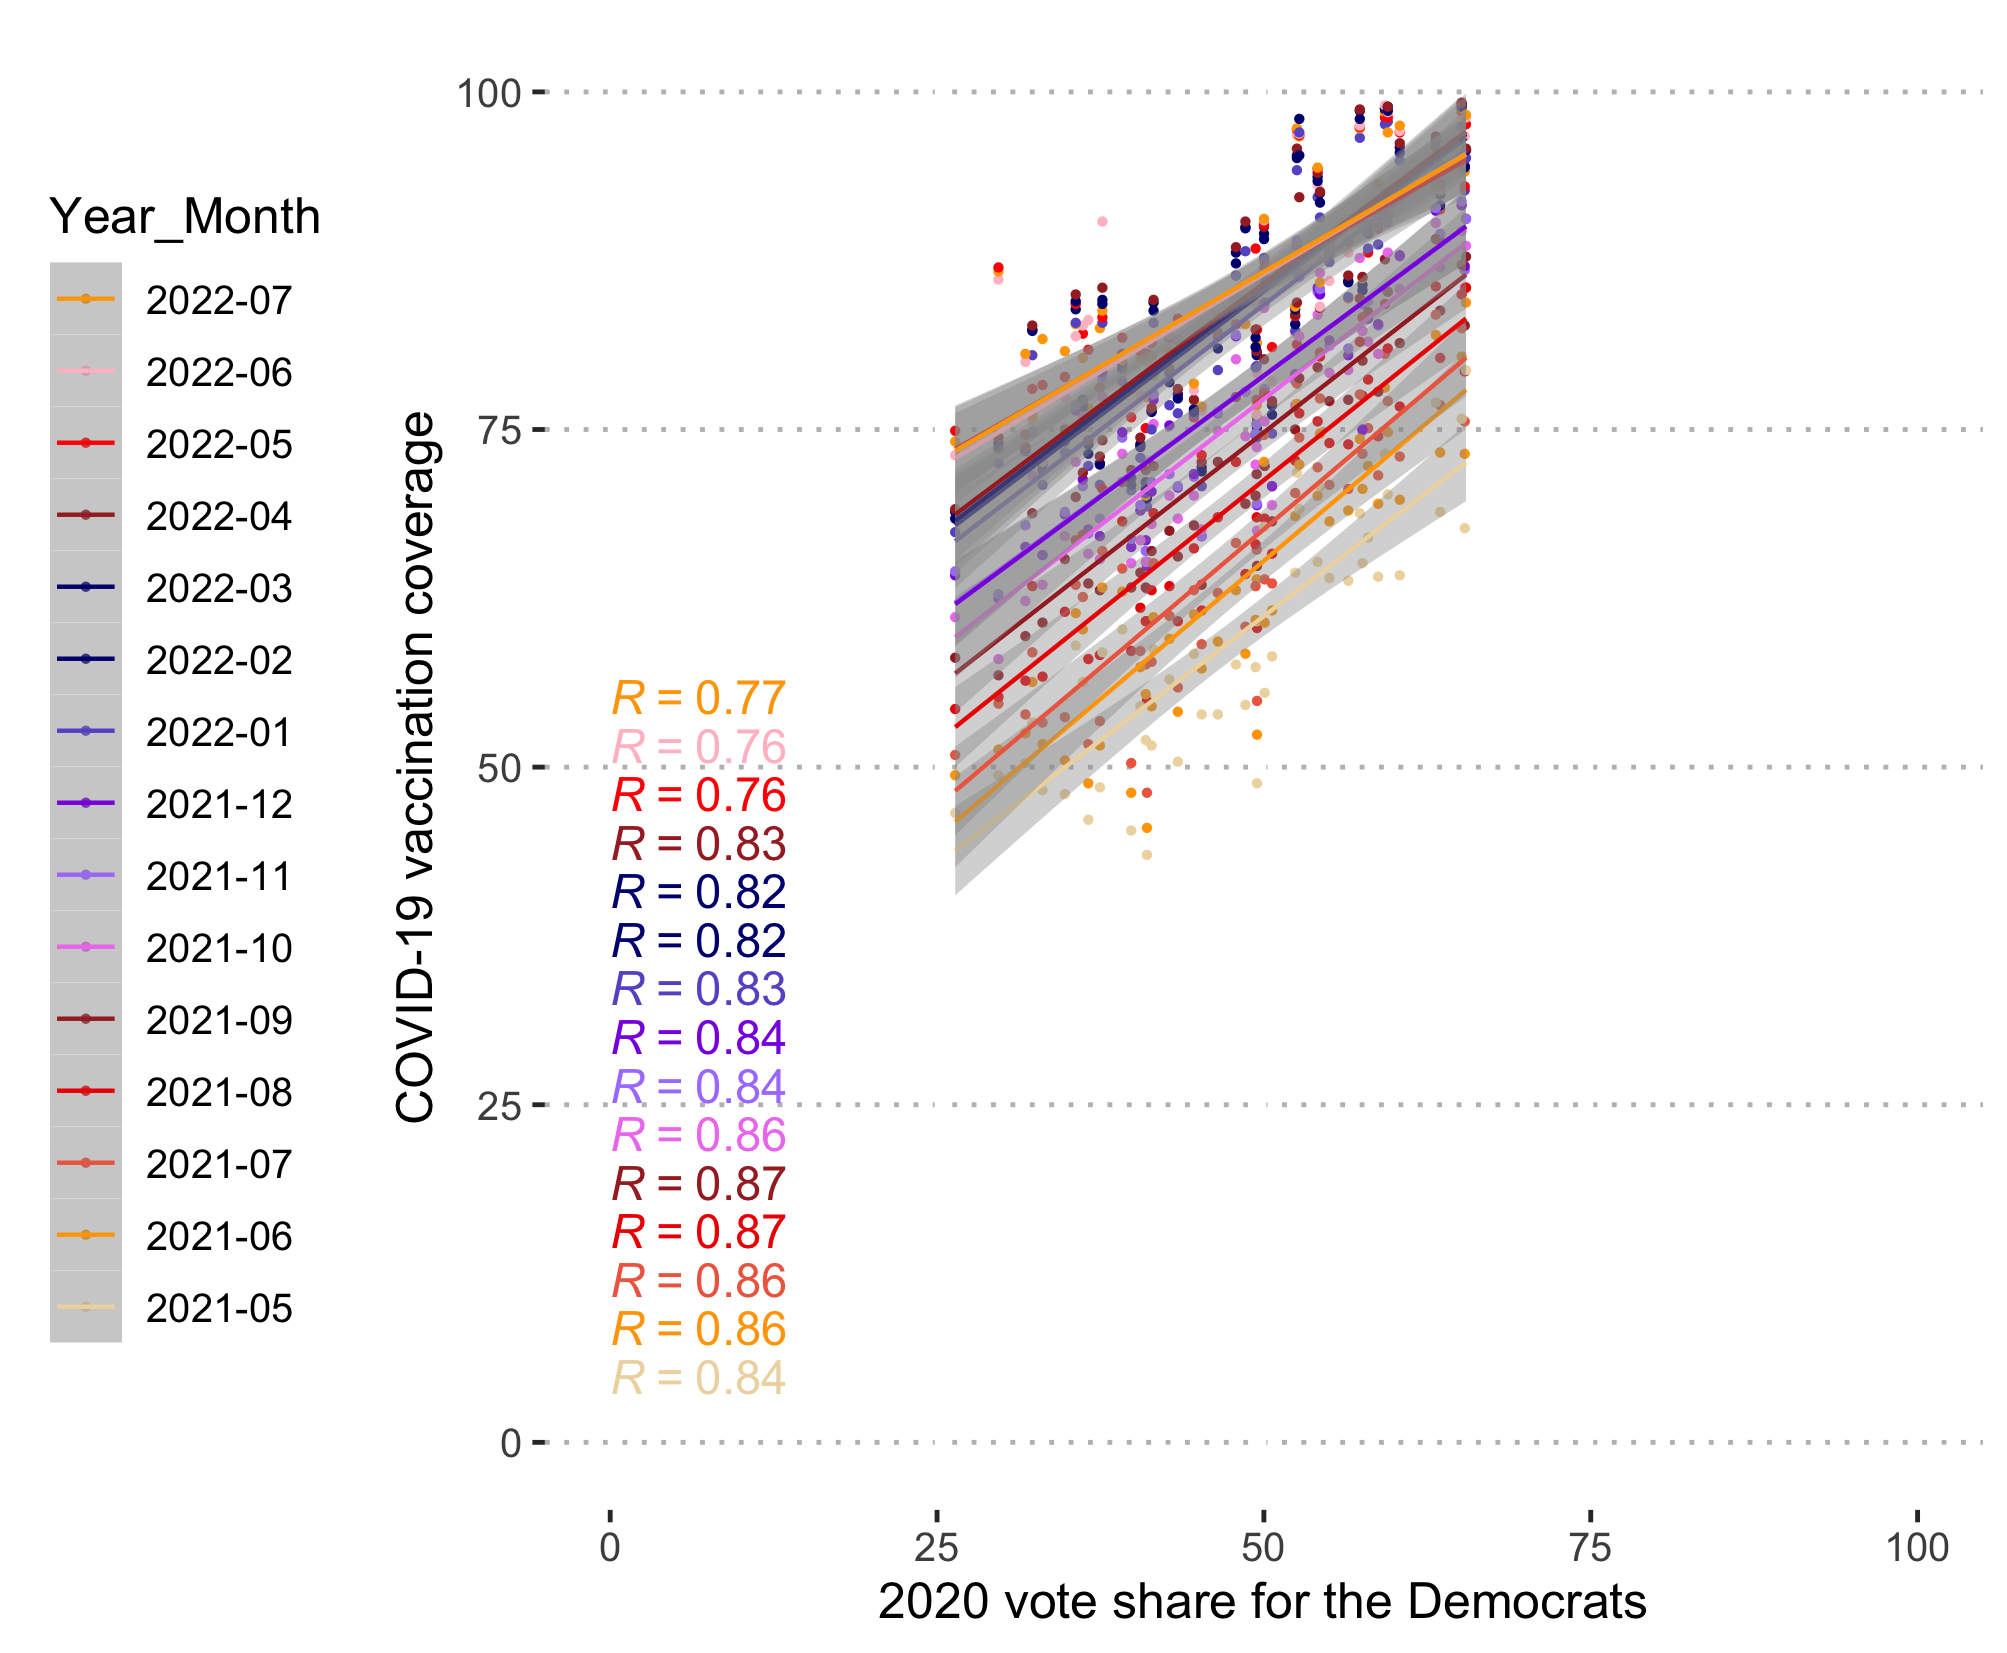 Year_Month
2022-07
2022-06
2022-05
2022-04
2022-03
2022-02
2022-01
2021-12
2021-11
2021-10
2021-09
2021-08
2021-07
2021-06
2021-05
COVID-19 vaccination coverage
100
75
50
25
0
R = 0.77
R = 0.76
R = 0.76
R = 0.83
R = 0.82
R = 0.82
R = 0.83
R = 0.84
R = 0.84
R = 0.86
R = 0.87
R = 0.87
R = 0.86
R = 0.86
R = 0.84
0 25 50 75 100
2020 vote share for the Democrats